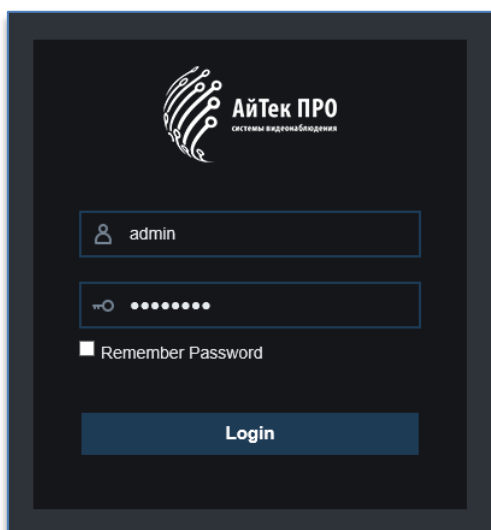 АйТек ПРО
системы видеонаблюдения
admin
••••••••
Remember Password
Login